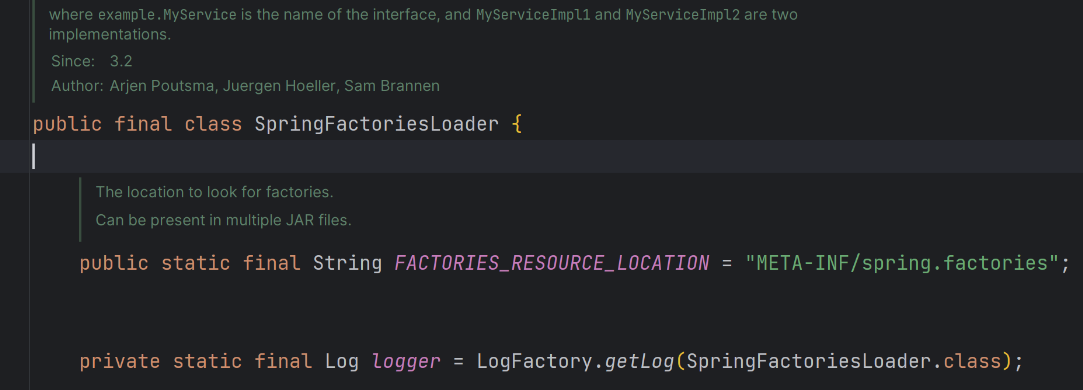 where example.MyService is the name of the interface, and MyServiceImpl1 and MyServiceImpl2 are two
implementations.
Since: 3.2
Author: Arjen Poutsma, Juergen Hoeller, Sam Brannen
public final class SpringFactoriesLoader {
The location to look for factories.
Can be present in multiple JAR files.
public static final String FACTORIES_RESOURCE_LOCATION = "META-INF/spring.factories";
private static final Log logger = LogFactory.getLog(SpringFactoriesLoader.class);